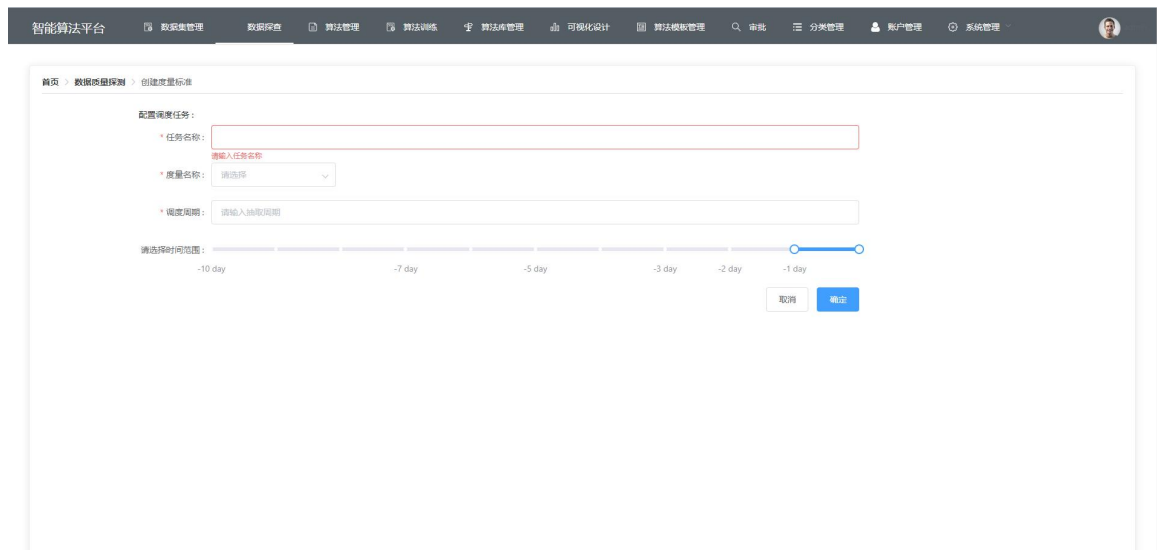 智能算法平台 数据集管理 数据探查 算法管理 算法训练 算法库管理 可视化设计 算法模板管理 审批 分类管理 账户管理 系统管理
首页 > 数据质量探测 > 创建度量标准
配置调度任务：
* 任务名称：
请输入任务名称
* 度量名称： 请选择
* 调度周期： 请输入抽取周期
请选择时间范围：
-10 day -7 day -5 day -3 day -2 day -1 day
取消 确定